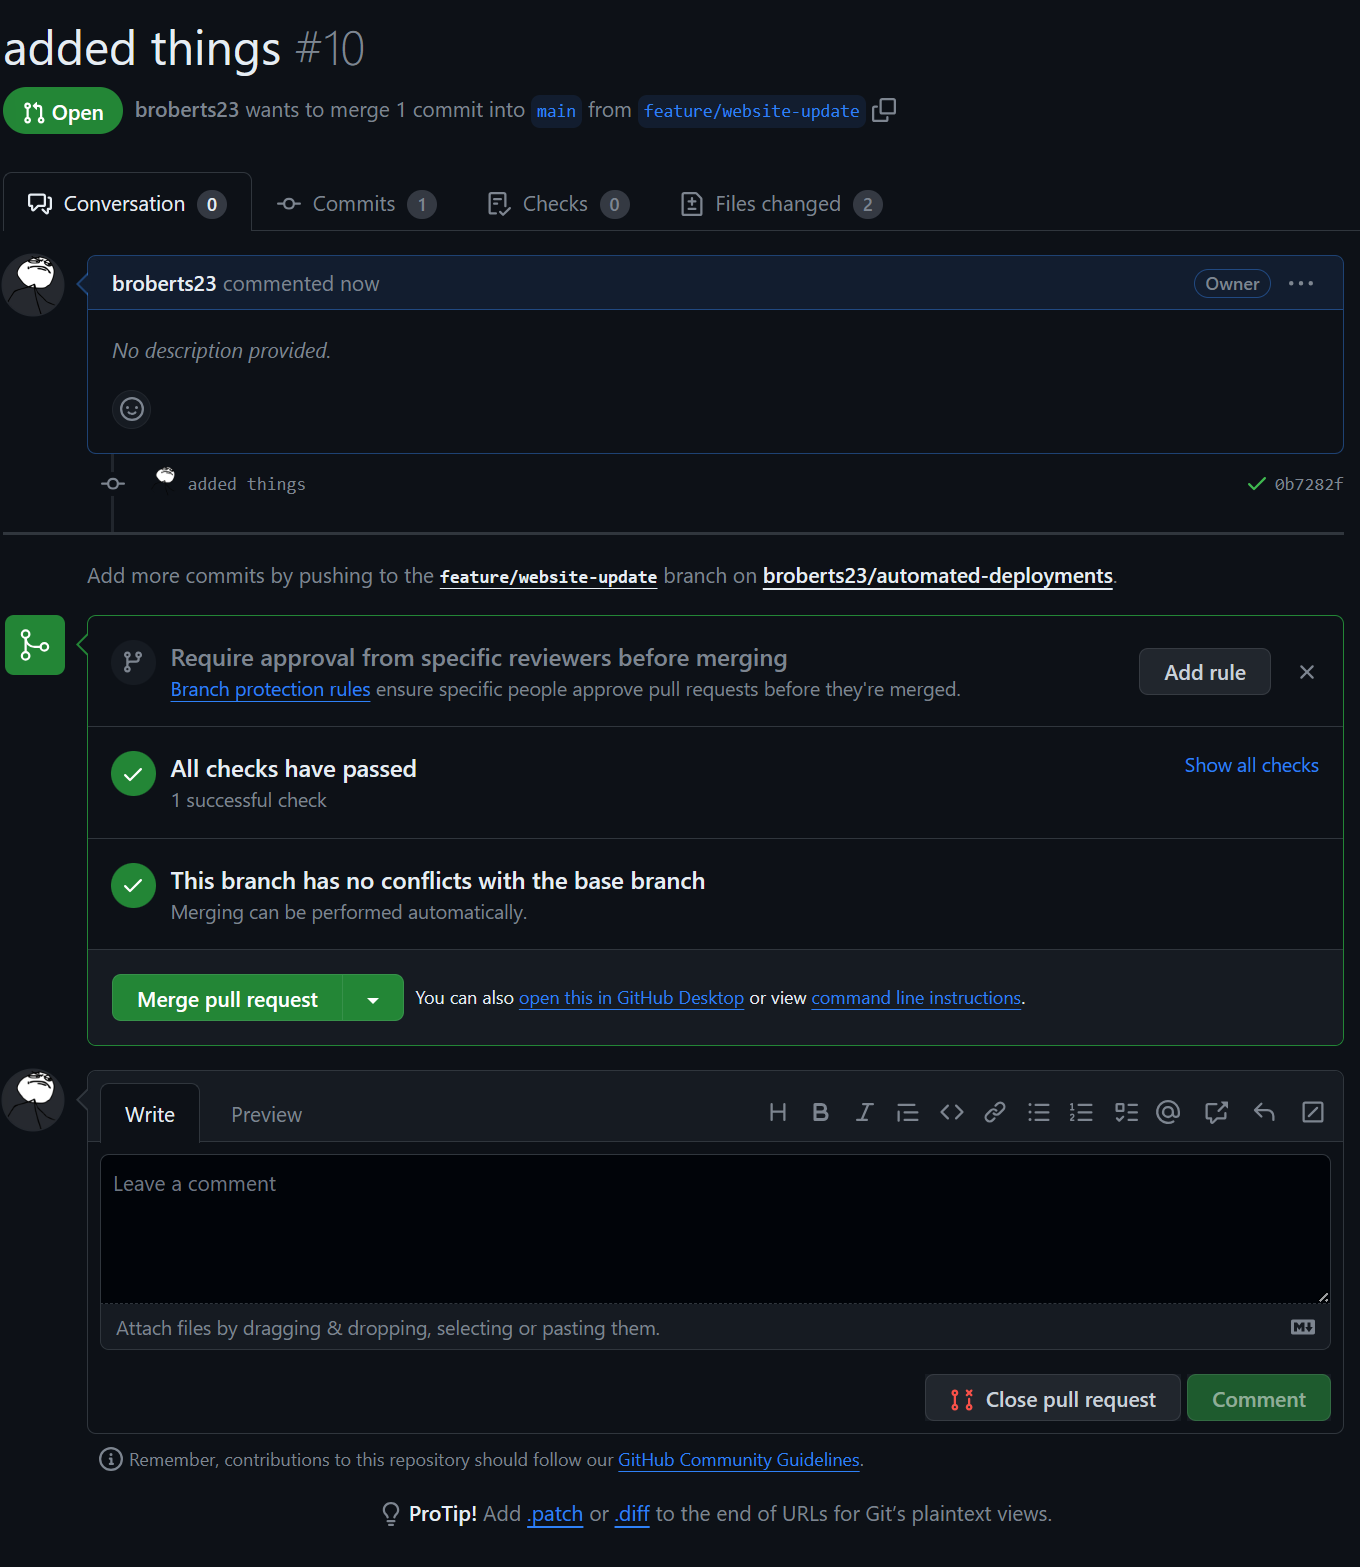 added things #10
Open broberts23 wants to merge 1 commit into main from feature/website-update
Conversation 0 Commits 1 Checks 0 Files changed 2
broberts23 commented now Owner
No description provided.
added things 0b7282f
Add more commits by pushing to the feature/website-update branch on broberts23/automated-deployments.
Require approval from specific reviewers before merging
Branch protection rules ensure specific people approve pull requests before they're merged.
Add rule
All checks have passed
Show all checks
1 successful check
This branch has no conflicts with the base branch
Merging can be performed automatically.
Merge pull request You can also open this in GitHub Desktop or view command line instructions.
Write Preview
Leave a comment
Attach files by dragging & dropping, selecting or pasting them.
Close pull request Comment
Remember, contributions to this repository should follow our GitHub Community Guidelines.
ProTip! Add .patch or .diff to the end of URLs for Git's plaintext views.